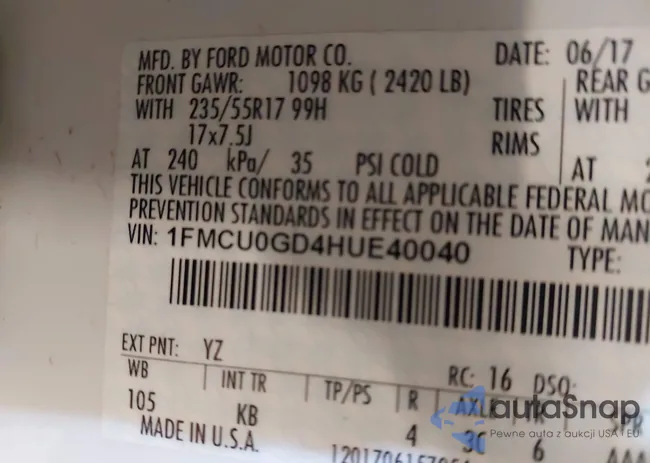 MFD. BY FORD MOTOR CO. DATE: 06/17
FRONT GAWR: 1098 KG ( 2420 LB) REAR G
WITH 235/55R17 99H TIRES WITH
17x7.5J RIMS
AT 240 kPa/ 35 PSI COLD AT
THIS VEHICLE CONFORMS TO ALL APPLICABLE FEDERAL MO
PREVENTION STANDARDS IN EFFECT ON THE DATE OF MAN
VIN: 1FMCU0GD4HUE40040 TYPE:
EXT PNT: YZ RC: 16 DSO:
WB INT TR TP/PS R AXLE
105 KB 4 6
MADE IN U.S.A.
autoSnap
Pewne auta z aukcji USA i EU